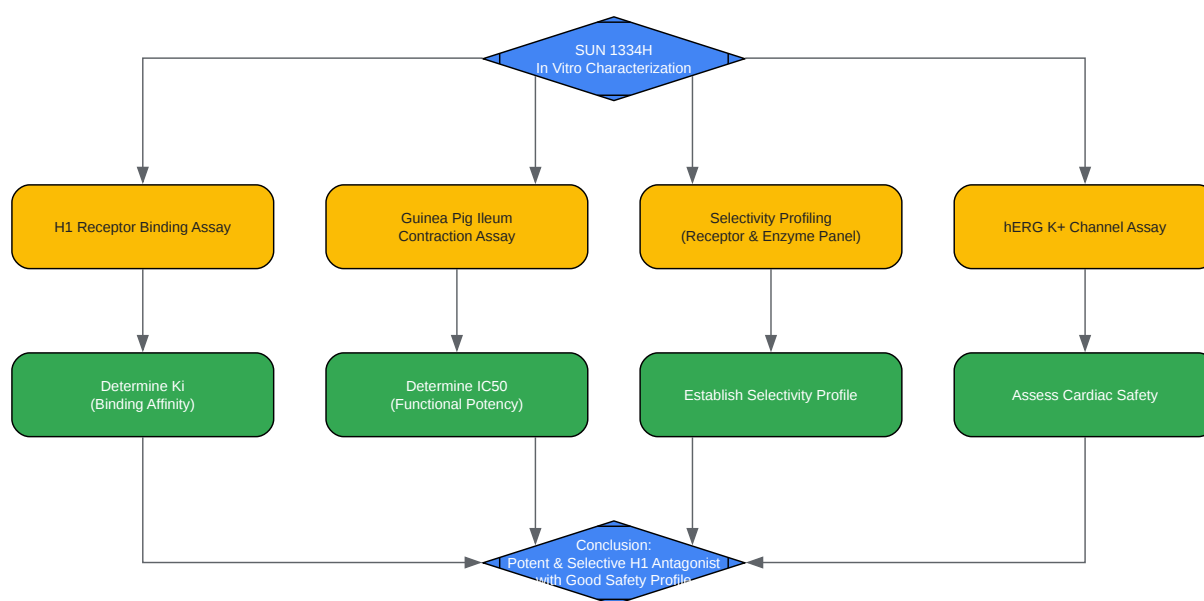 SUN 1334H
In Vitro Characterization
H1 Receptor Binding Assay
Guinea Pig Ileum
Contraction Assay
Selectivity Profiling
(Receptor & Enzyme Panel)
hERG K+ Channel Assay
Determine Ki
(Binding Affinity)
Determine IC50
(Functional Potency)
Establish Selectivity Profile
Assess Cardiac Safety
Conclusion:
Potent & Selective H1 Antagonist
with Good Safety Profile